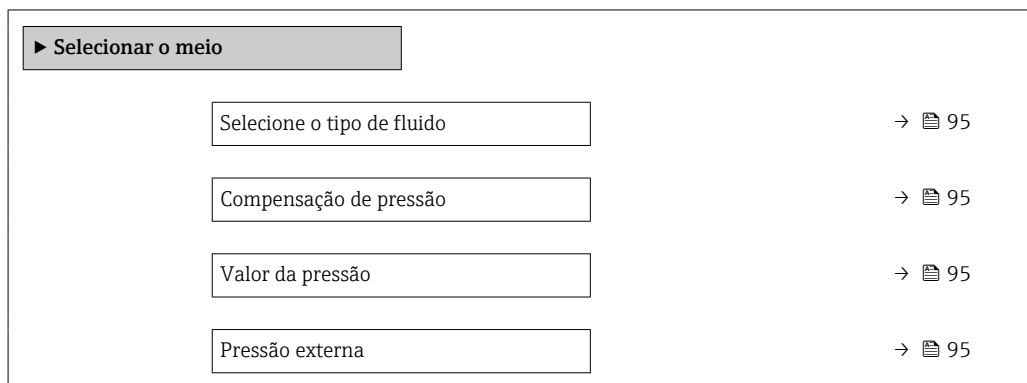 ▶ Selecionar o meio
Selecione o tipo de fluido → 95
Compensação de pressão → 95
Valor da pressão → 95
Pressão externa → 95